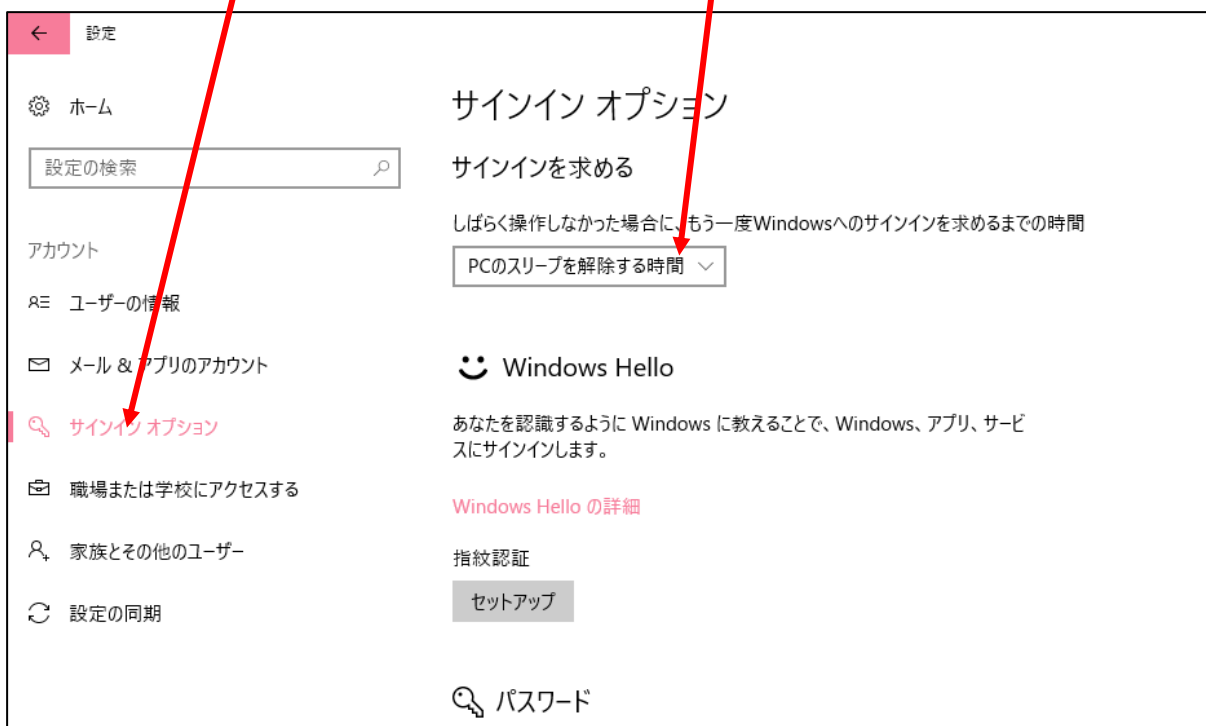 設定
ホーム
設定の検索
アカウント
ユーザーの情報
メール & アプリのアカウント
サインイン オプション
職場または学校にアクセスする
家族とその他のユーザー
設定の同期
サインイン オプション
サインインを求める
しばらく操作しなかった場合に、もう一度Windowsへのサインインを求めるまでの時間
PCのスリープを解除する時間
Windows Hello
あなたを認識するように Windows に教えることで、Windows、アプリ、サービ
スにサインインします。
Windows Hello の詳細
指紋認証
セットアップ
パスワード